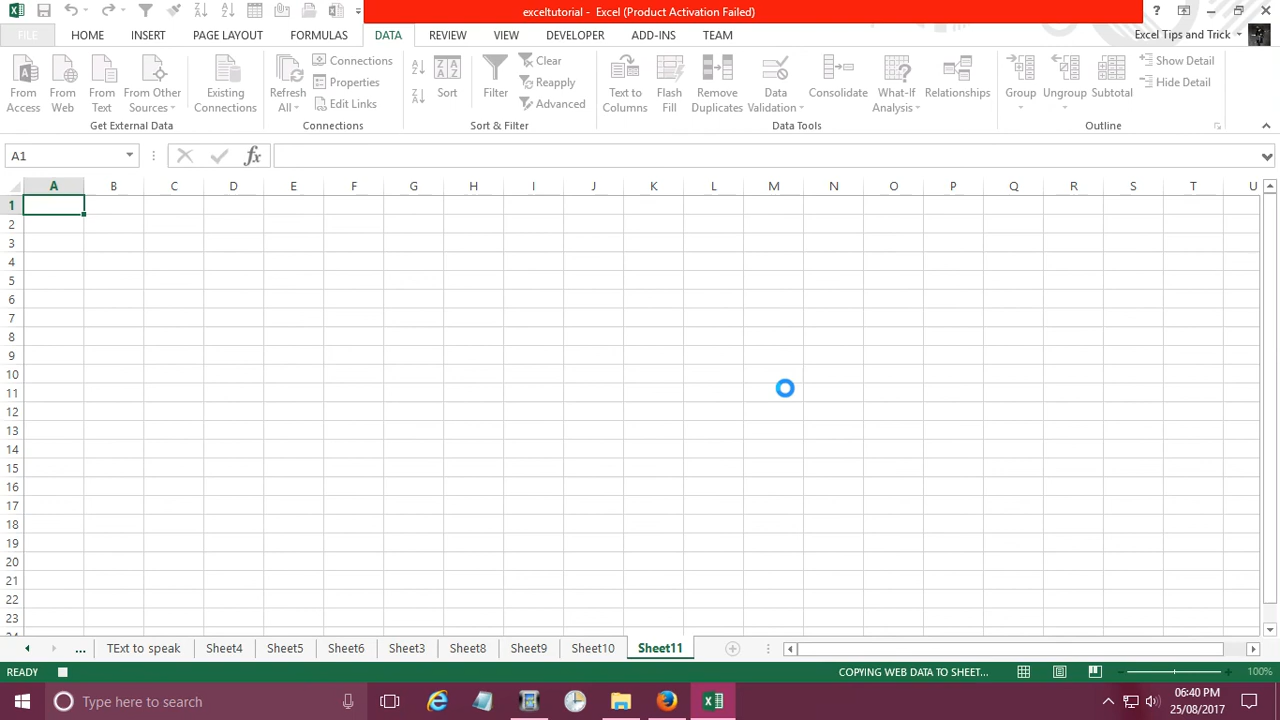 exceltutorial - Excel (Product Activation Failed)
FILE HOME INSERT PAGE LAYOUT FORMULAS DATA REVIEW VIEW DEVELOPER ADD-INS TEAM Excel Tips and Trick
From Access
From Web
From Text
From Other Sources
Get External Data
Existing Connections
Refresh All
Connections
Properties
Edit Links
Connections
Sort
Filter
Clear
Reapply
Advanced
Sort & Filter
Text to Columns
Flash Fill
Remove Duplicates
Data Validation
Consolidate
What-If Analysis
Relationships
Data Tools
Group
Ungroup
Subtotal
Show Detail
Hide Detail
Outline
A1 fx
A B C D E F G H I J K L M N O P Q R S T U
1
2
3
4
5
6
7
8
9
10
11
12
13
14
15
16
17
18
19
20
21
22
23
24
... TExt to speak Sheet4 Sheet5 Sheet6 Sheet3 Sheet8 Sheet9 Sheet10 Sheet11
READY COPYING WEB DATA TO SHEET... 100%
Type here to search
06:40 PM
25/08/2017